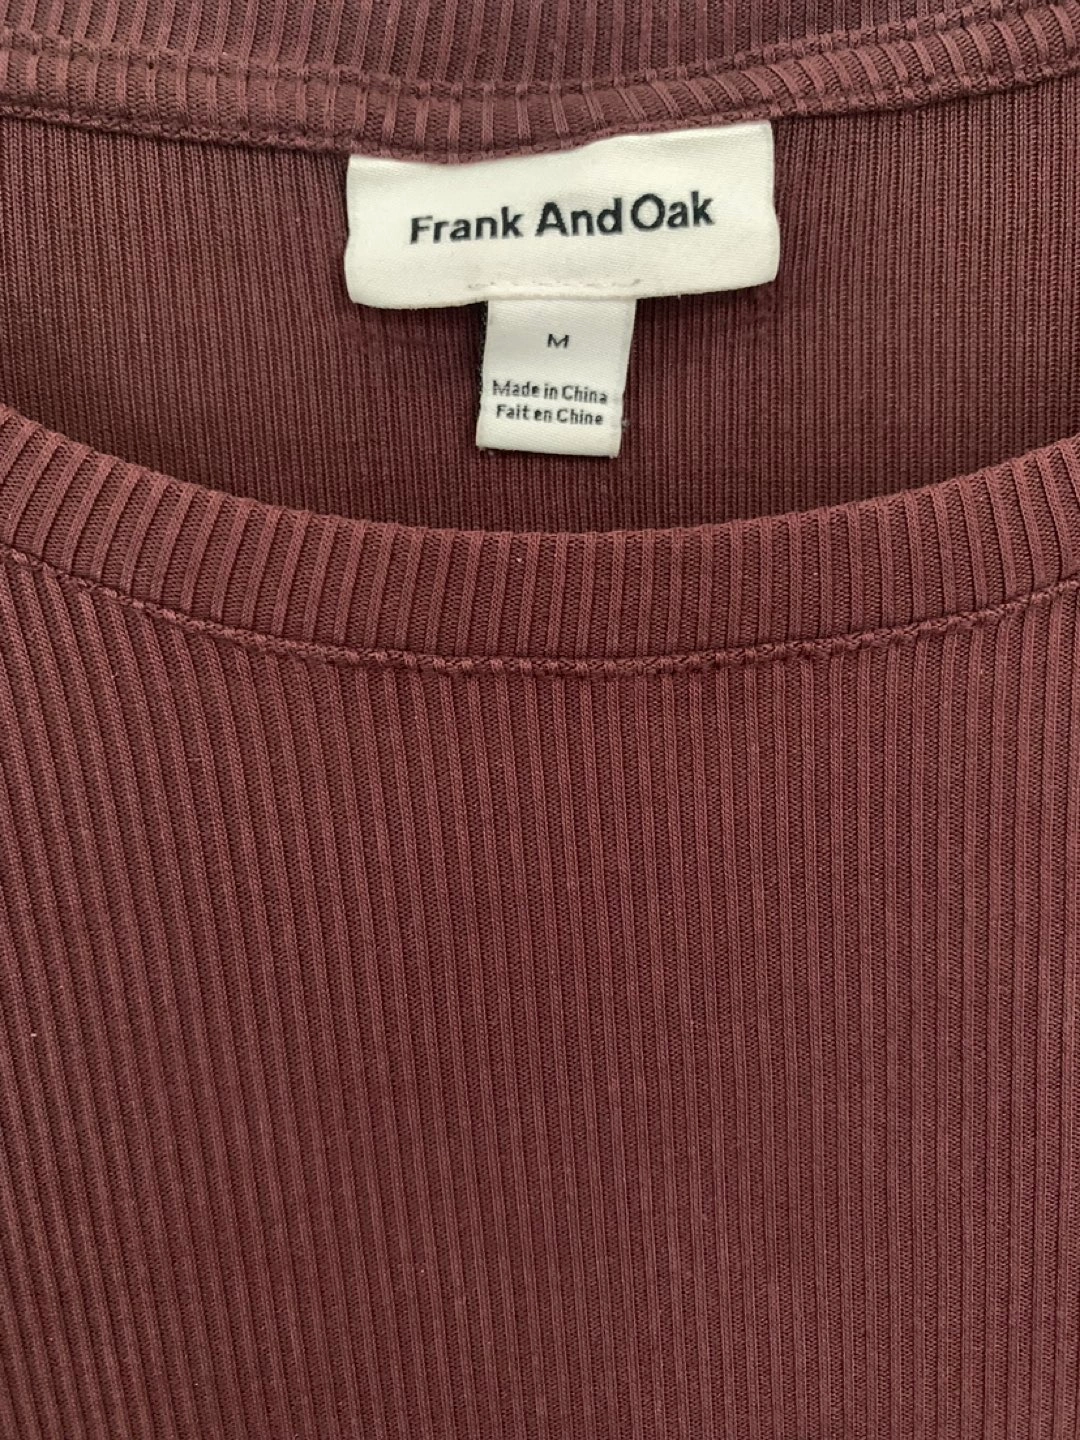 Frank And Oak
M
Made in China
Fait en Chine